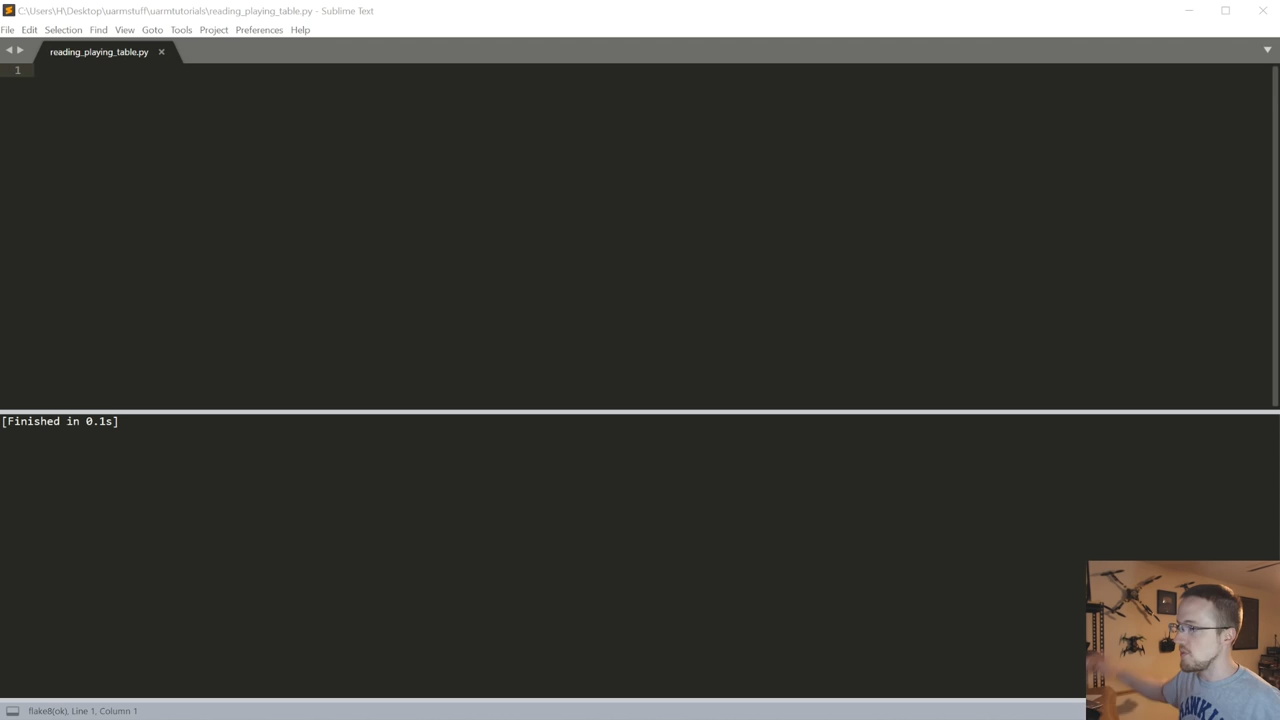 C:\Users\H\Desktop\uarmstuff\uarmtutorials\reading_playing_table.py - Sublime Text
File Edit Selection Find View Goto Tools Project Preferences Help
reading_playing_table.py
1
[Finished in 0.1s]
flake8(ok), Line 1, Column 1